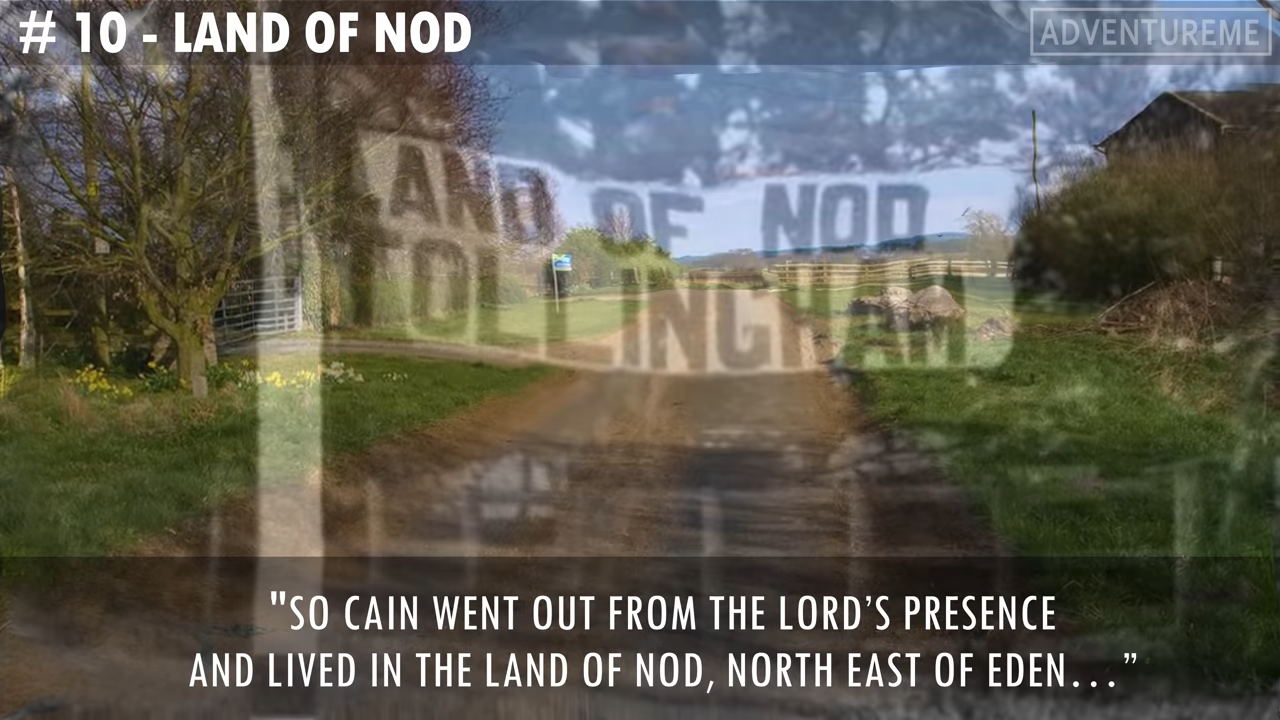 # 10 - LAND OF NOD
ADVENTUREME
LAND OF NOD
TOLLINGHAM
"SO CAIN WENT OUT FROM THE LORD’S PRESENCE
AND LIVED IN THE LAND OF NOD, NORTH EAST OF EDEN...”